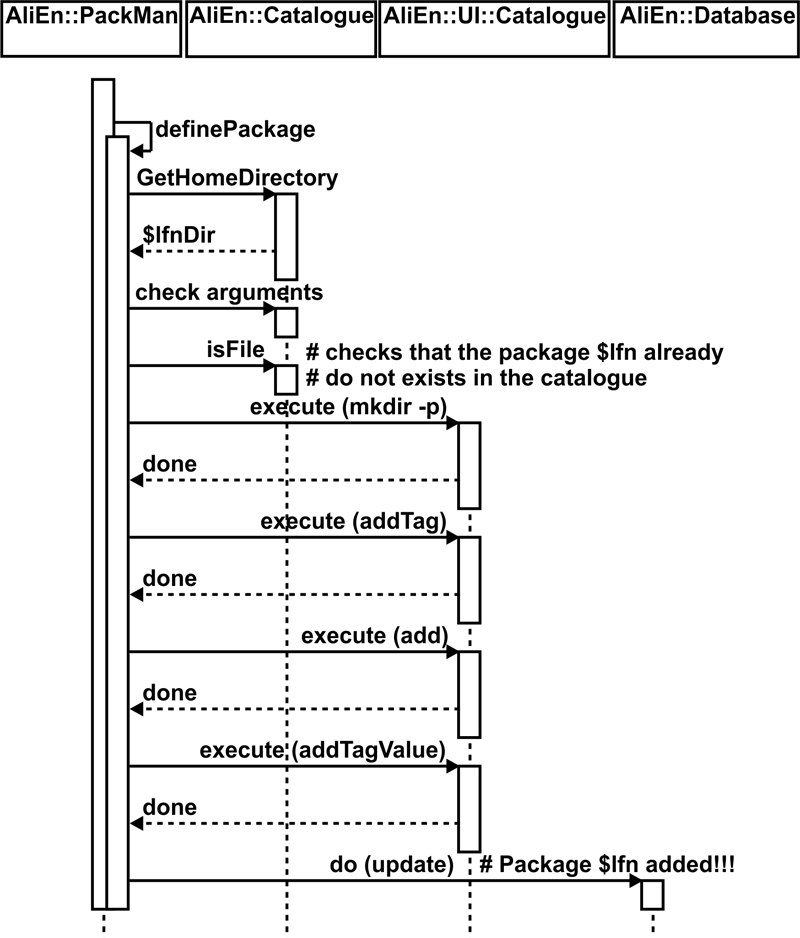 AliEn::PackMan
AliEn::Catalogue
AliEn::UI::Catalogue
AliEn::Database
definePackage
GetHomeDirectory
$lfnDir
check arguments
isFile
# checks that the package $lfn already
# do not exists in the catalogue
execute (mkdir -p)
done
execute (addTag)
done
execute (add)
done
execute (addTagValue)
done
do (update)
# Package $lfn added!!!